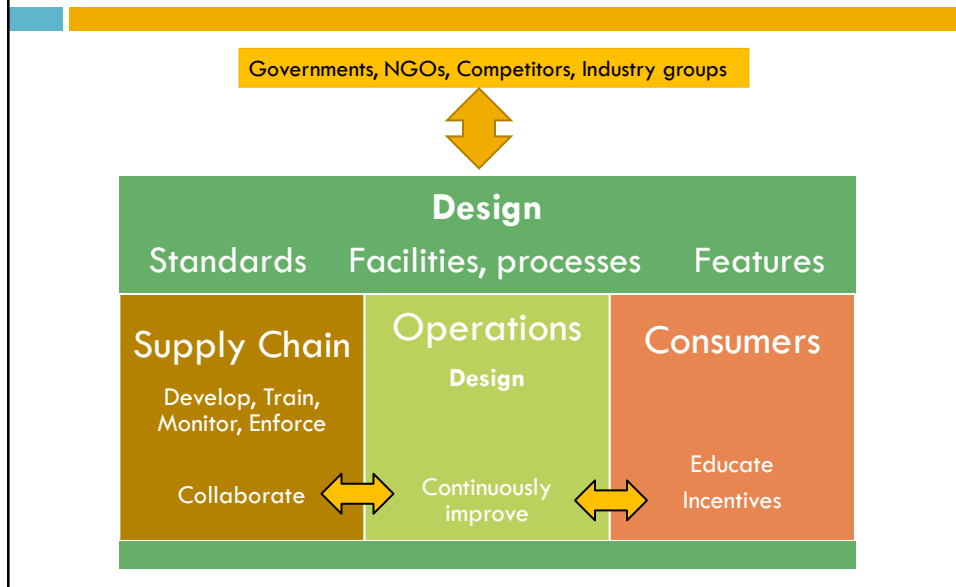 Governments, NGOs, Competitors, Industry groups
Design
Standards Facilities, processes Features
Supply Chain
Develop, Train,
Monitor, Enforce
Collaborate
Operations
Design
Continuously
improve
Consumers
Educate
Incentives